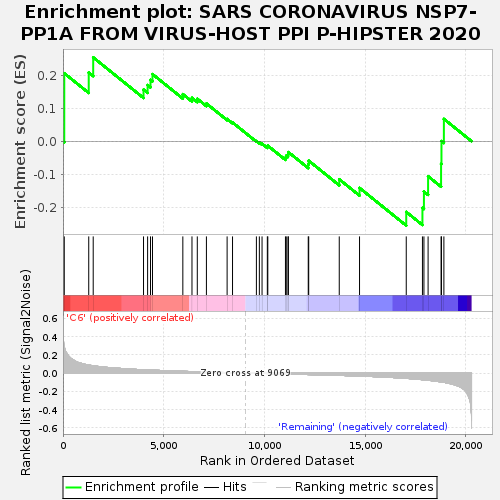 Enrichment plot: SARS CORONAVIRUS NSP7-
PP1A FROM VIRUS-HOST PPI P-HIPSTER 2020
Enrichment score (ES)
0.2
0.1
0.0
-0.1
-0.2
'C6' (positively correlated)
Ranked list metric (Signal2Noise)
0.6
0.4
0.2
0.0
-0.2
-0.4
-0.6
Zero cross at 9069
'Remaining' (negatively correlated)
0
5,000
10,000
15,000
20,000
Rank in Ordered Dataset
Enrichment profile
Hits
Ranking metric scores